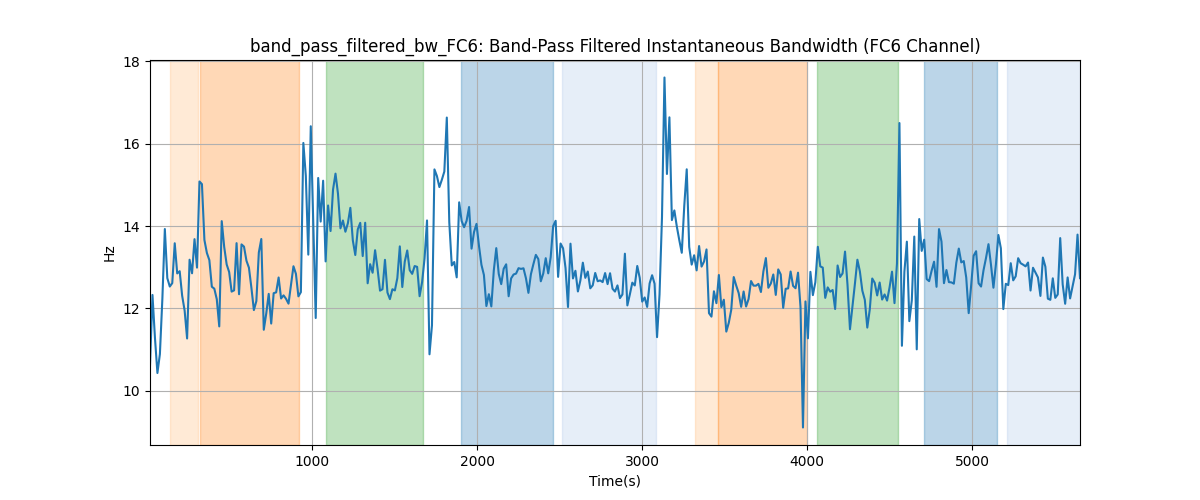 band_pass_filtered_bw_FC6: Band-Pass Filtered Instantaneous Bandwidth (FC6 Channel)
18
16
14
12
10
Hz
1000 2000 3000 4000 5000
Time(s)